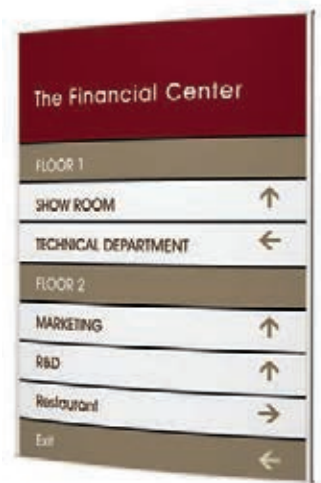 The Financial Center
FLOOR 1
SHOW ROOM ↑
TECHNICAL DEPARTMENT ←
FLOOR 2
MARKETING ↑
R&D ↑
Restaurant →
Exit ←